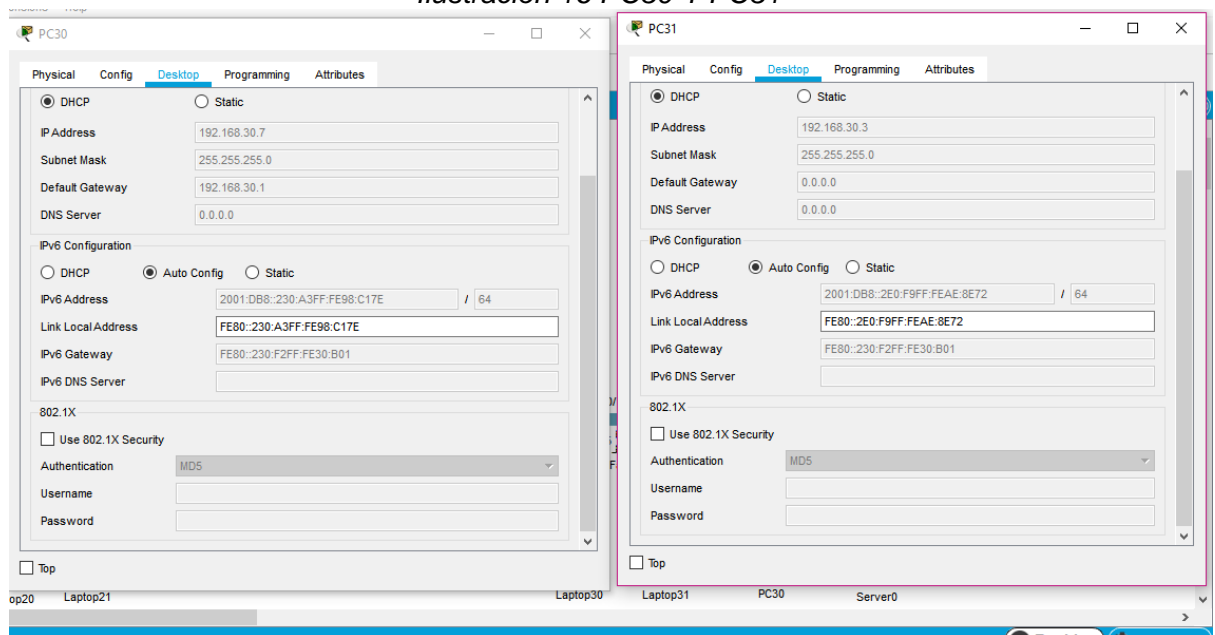 PC30
Physical Config Desktop Programming Attributes
DHCP Static
IP Address 192.168.30.7
Subnet Mask 255.255.255.0
Default Gateway 192.168.30.1
DNS Server 0.0.0.0
IPv6 Configuration
DHCP Auto Config Static
IPv6 Address 2001:DB8::230:A3FF:FE98:C17E / 64
Link Local Address FE80::230:A3FF:FE98:C17E
IPv6 Gateway FE80::230:F2FF:FE30:B01
IPv6 DNS Server
802.1X
Use 802.1X Security
Authentication MD5
Username
Password
Top
PC31
Physical Config Desktop Programming Attributes
DHCP Static
IP Address 192.168.30.3
Subnet Mask 255.255.255.0
Default Gateway 0.0.0.0
DNS Server 0.0.0.0
IPv6 Configuration
DHCP Auto Config Static
IPv6 Address 2001:DB8::2E0:F9FF:FEAE:8E72 / 64
Link Local Address FE80::2E0:F9FF:FEAE:8E72
IPv6 Gateway FE80::230:F2FF:FE30:B01
IPv6 DNS Server
802.1X
Use 802.1X Security
Authentication MD5
Username
Password
Top
op20 Laptop21 Laptop30 Laptop31 PC30 Server0